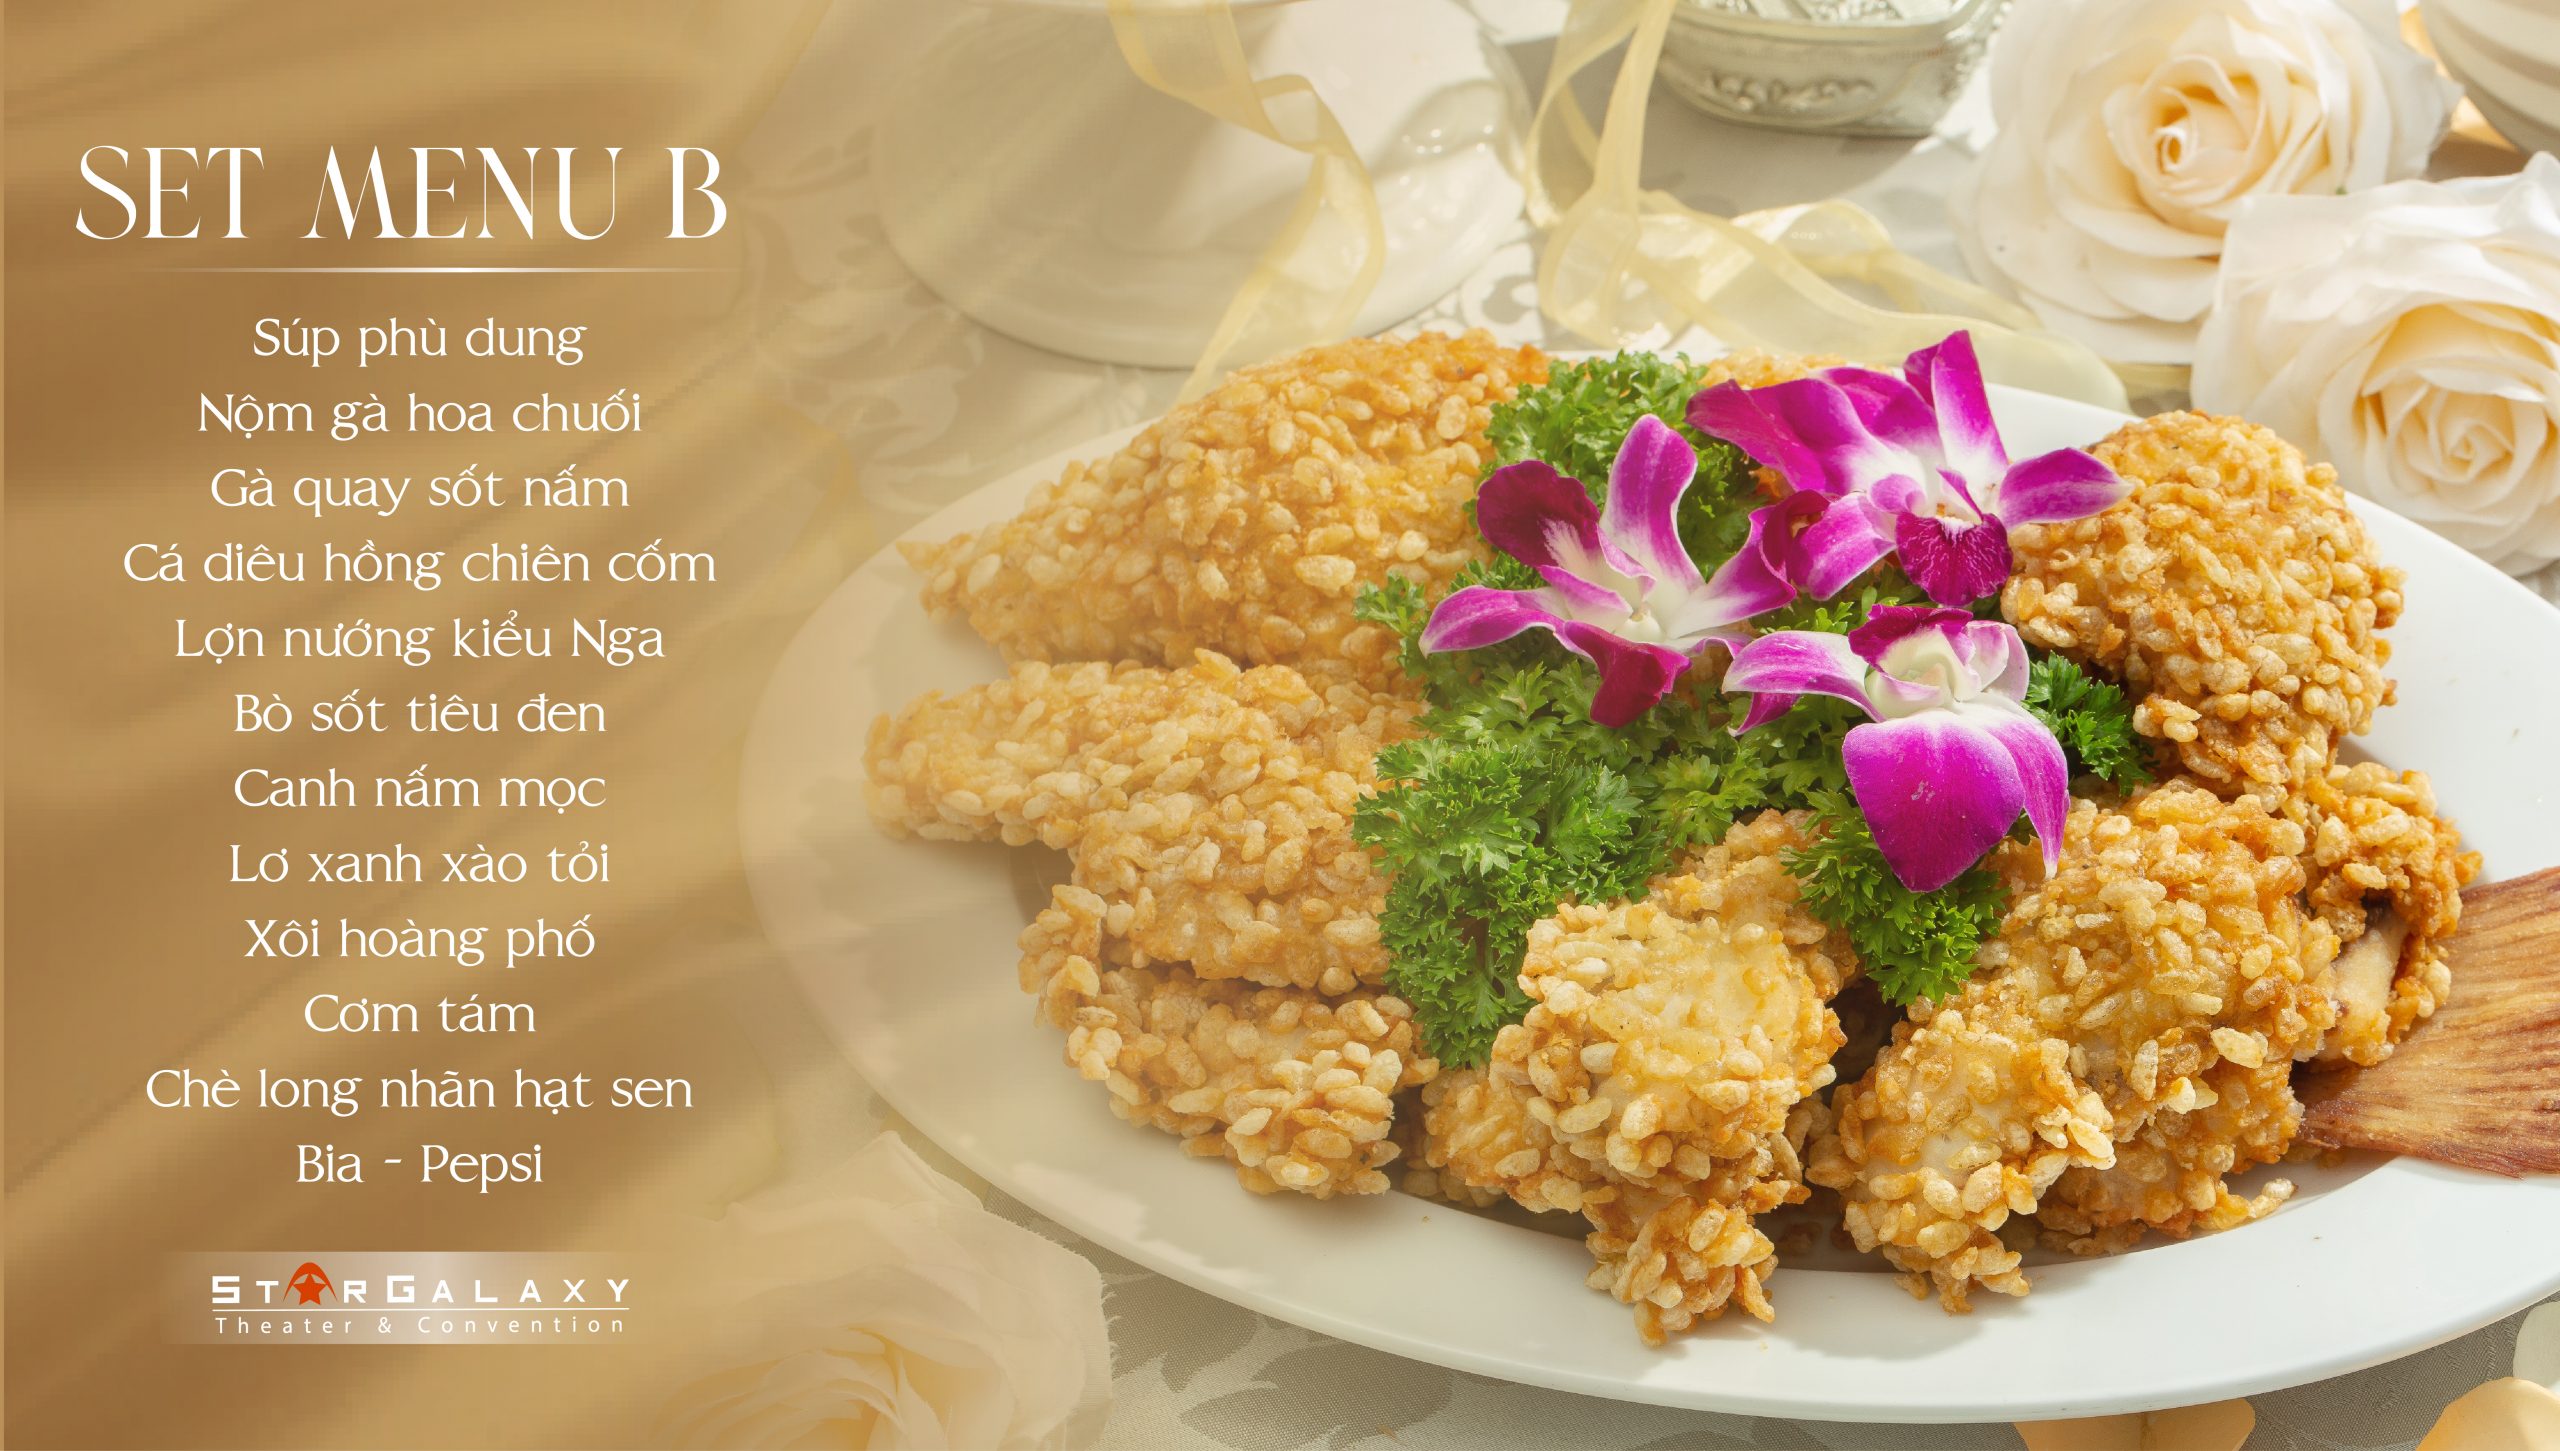 SET MENU B
Súp phù dung
Nộm gà hoa chuối
Gà quay sốt nấm
Cá diêu hồng chiên cốm
Lợn nướng kiểu Nga
Bò sốt tiêu đen
Canh nấm mọc
Lơ xanh xào tỏi
Xôi hoàng phố
Cơm tám
Chè long nhãn hạt sen
Bia - Pepsi
STARGALAXY
Theater & Convention